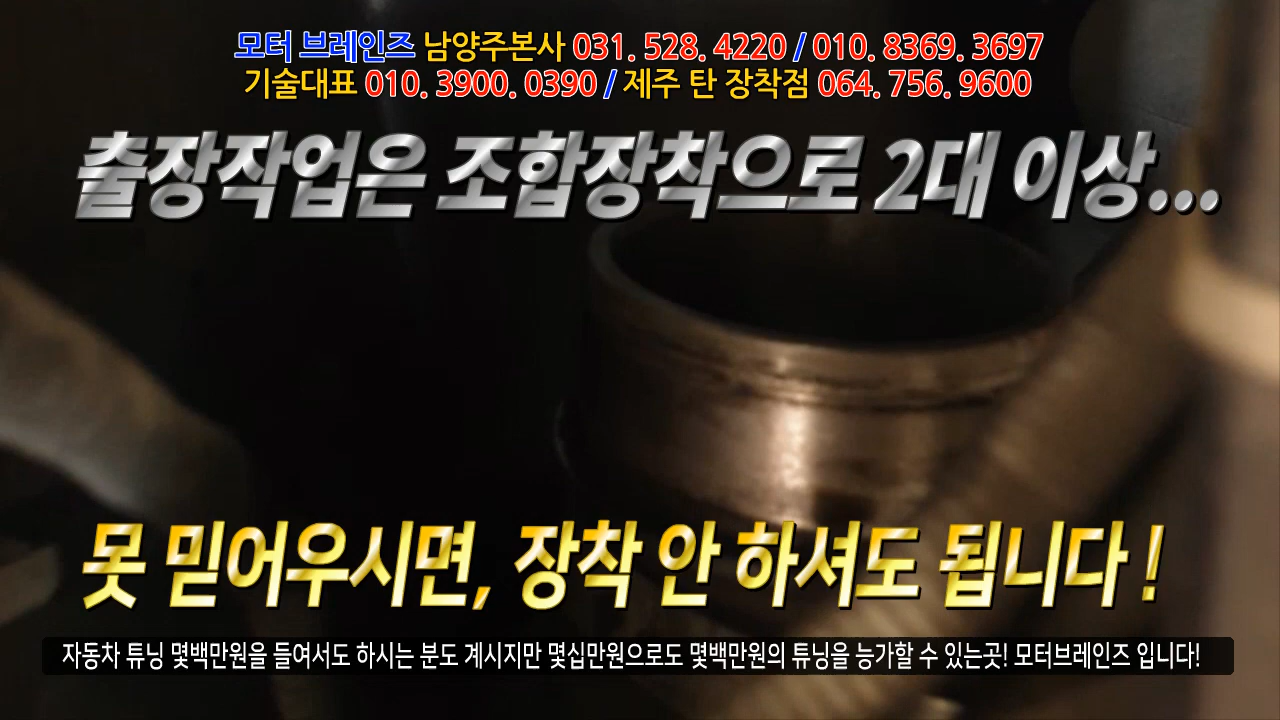 모터 브레인즈 남양주본사 031. 528. 4220 / 010. 8369. 3697
기술대표 010. 3900. 0390 / 제주 탄 장착점 064. 756. 9600
출장작업은 조합장착으로 2대 이상...
못 믿어우시면, 장착 안 하셔도 됩니다 !
자동차 튜닝 몇백만원을 들여서도 하시는 분도 계시지만 몇십만원으로도 몇백만원의 튜닝을 능가할 수 있는곳! 모터브레인즈 입니다!